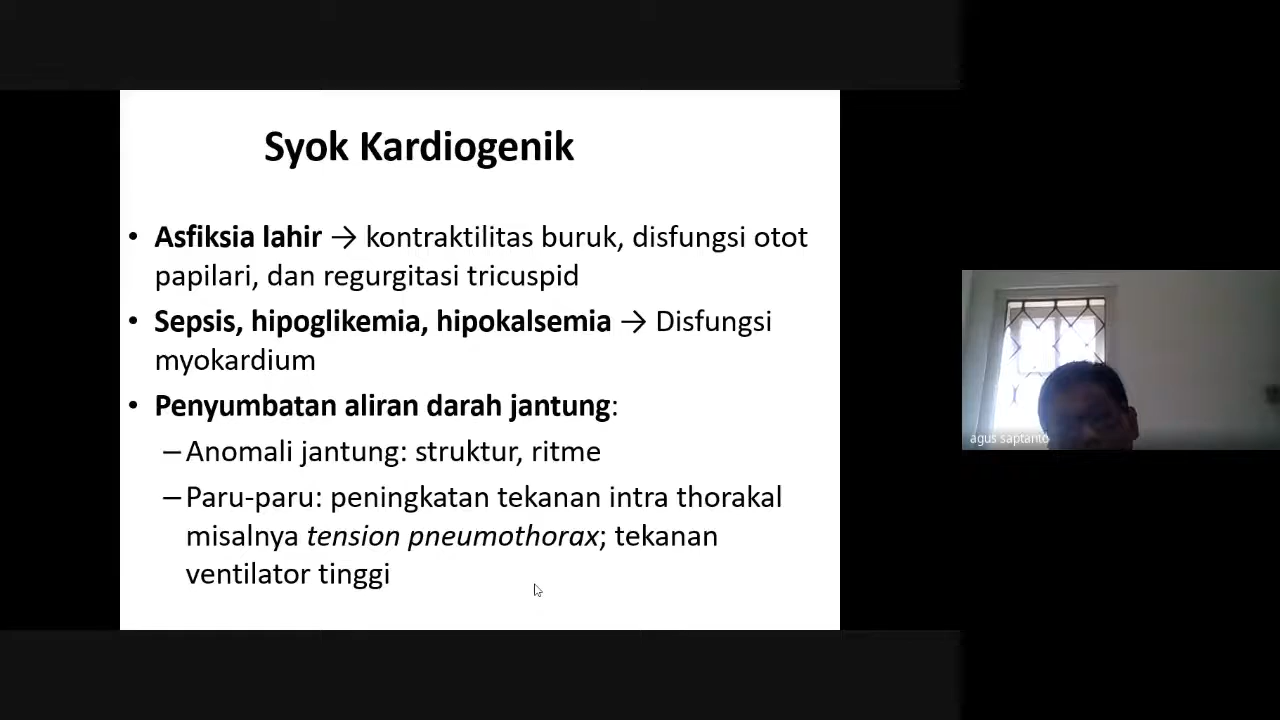 Syok Kardiogenik
• Asfiksia lahir → kontraktilitas buruk, disfungsi otot
papilari, dan regurgitasi tricuspid
• Sepsis, hipoglikemia, hipokalsemia → Disfungsi
myokardium
• Penyumbatan aliran darah jantung:
–Anomali jantung: struktur, ritme
–Paru-paru: peningkatan tekanan intra thorakal
misalnya tension pneumothorax; tekanan
ventilator tinggi
agus saptanto